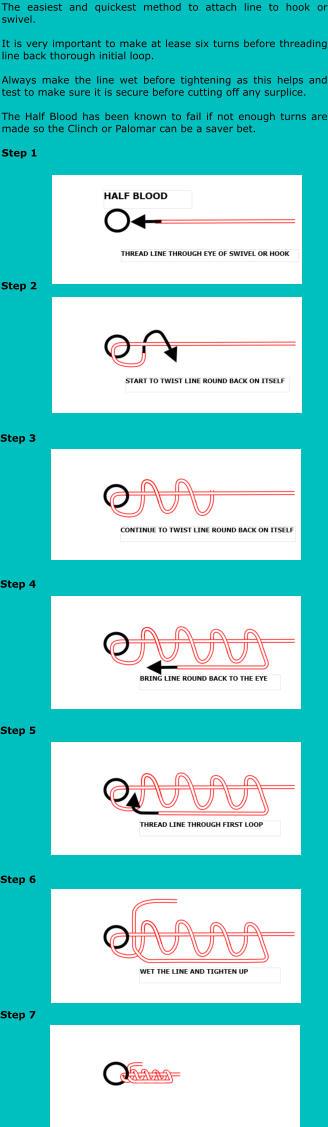 The easiest and quickest method to attach line to hook or
swivel.
It is very important to make at lease six turns before threading
line back thorough initial loop.
Always make the line wet before tightening as this helps and
test to make sure it is secure before cutting off any surplice.
The Half Blood has been known to fail if not enough turns are
made so the Clinch or Palomar can be a saver bet.
Step 1
HALF BLOOD
THREAD LINE THROUGH EYE OF SWIVEL OR HOOK
Step 2
START TO TWIST LINE ROUND BACK ON ITSELF
Step 3
CONTINUE TO TWIST LINE ROUND BACK ON ITSELF
Step 4
BRING LINE ROUND BACK TO THE EYE
Step 5
THREAD LINE THROUGH FIRST LOOP
Step 6
WET THE LINE AND TIGHTEN UP
Step 7